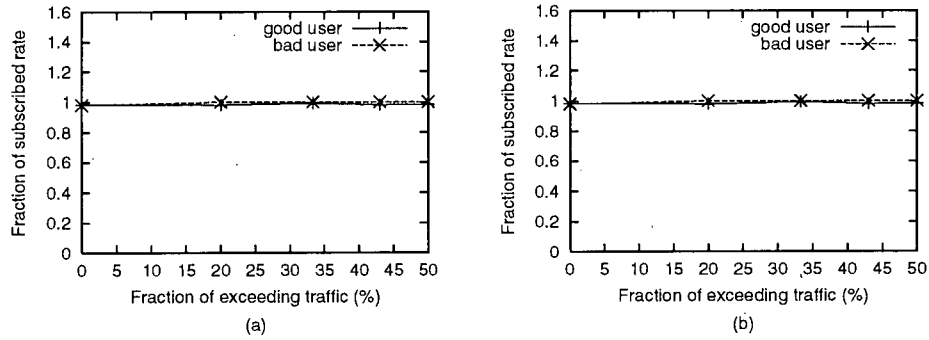 1.6
1.4
1.2
1
0.8
0.6
0.4
0.2
0
Fraction of subscribed rate
good user
bad user
0 5 10 15 20 25 30 35 40 45 50
Fraction of exceeding traffic (%)
(a)
1.6
1.4
1.2
1
0.8
0.6
0.4
0.2
0
Fraction of subscribed rate
good user
bad user
0 5 10 15 20 25 30 35 40 45 50
Fraction of exceeding traffic (%)
(b)